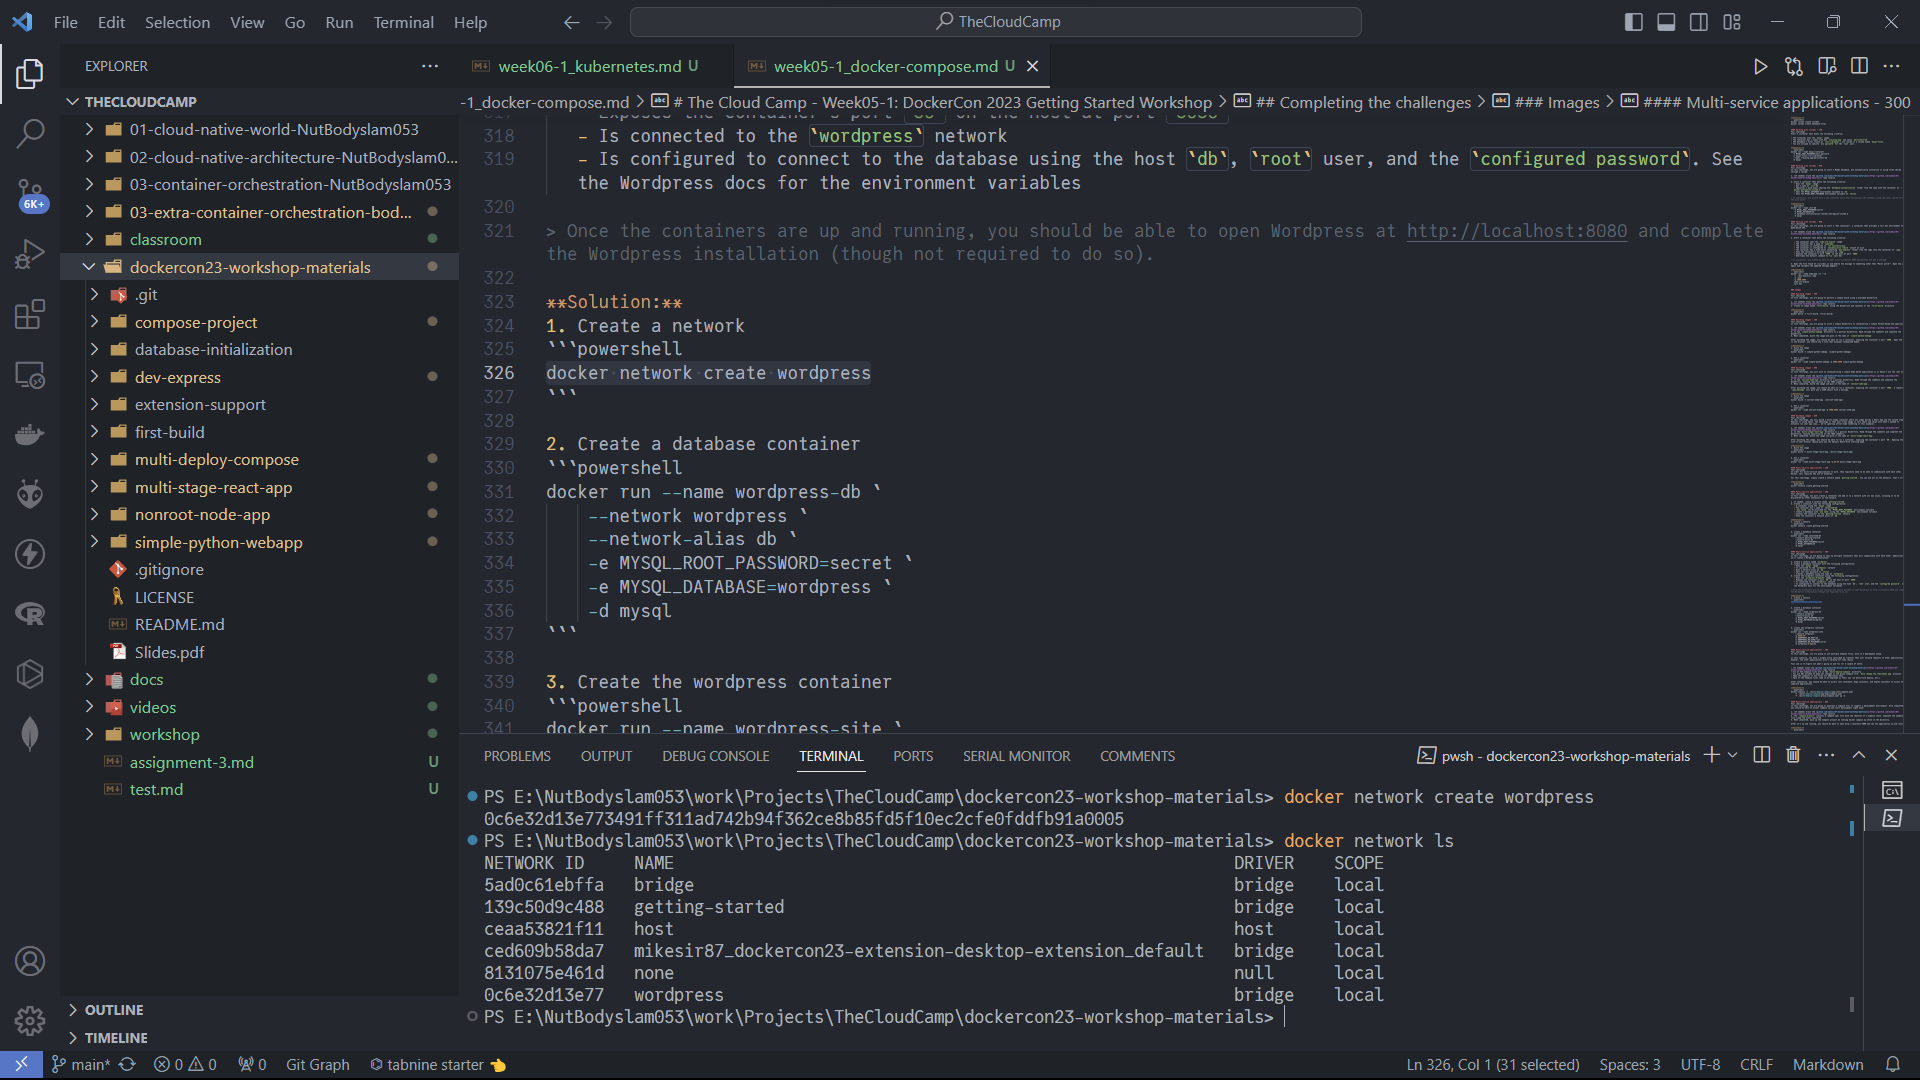 File Edit Selection View Go Run Terminal Help
TheCloudCamp
EXPLORER
THECLOUDCAMP
01-cloud-native-world-NutBodyslam053
02-cloud-native-architecture-NutBodyslam0...
03-container-orchestration-NutBodyslam053
03-extra-container-orchestration-bod...
classroom
dockercon23-workshop-materials
.git
compose-project
database-initialization
dev-express
extension-support
first-build
multi-deploy-compose
multi-stage-react-app
nonroot-node-app
simple-python-webapp
.gitignore
LICENSE
README.md
Slides.pdf
docs
videos
workshop
assignment-3.md U
test.md U
OUTLINE
TIMELINE
6K+
week06-1_kubernetes.md U
week05-1_docker-compose.md U
-1_docker-compose.md > # The Cloud Camp - Week05-1: DockerCon 2023 Getting Started Workshop > ## Completing the challenges > ### Images > #### Multi-service applications - 300
318 - Is connected to the `wordpress` network
319 - Is configured to connect to the database using the host `db`, `root` user, and the `configured password`. See
the Wordpress docs for the environment variables
320
321 > Once the containers are up and running, you should be able to open Wordpress at http://localhost:8080 and complete
the Wordpress installation (though not required to do so).
322
323 **Solution:**
324 1. Create a network
325 ```powershell
326 docker network create wordpress
327 ```
328
329 2. Create a database container
330 ```powershell
331 docker run --name wordpress-db `
332 --network wordpress `
333 --network-alias db `
334 -e MYSQL_ROOT_PASSWORD=secret `
335 -e MYSQL_DATABASE=wordpress `
336 -d mysql
337 ```
338
339 3. Create the wordpress container
340 ```powershell
341 docker run --name wordpress-site `
PROBLEMS OUTPUT DEBUG CONSOLE TERMINAL PORTS SERIAL MONITOR COMMENTS
pwsh - dockercon23-workshop-materials
PS E:\NutBodyslam053\work\Projects\TheCloudCamp\dockercon23-workshop-materials> docker network create wordpress
0c6e32d13e773491ff311ad742b94f362ce8b85fd5f10ec2cfe0fddfb91a0005
PS E:\NutBodyslam053\work\Projects\TheCloudCamp\dockercon23-workshop-materials> docker network ls
NETWORK ID NAME DRIVER SCOPE
5ad0c61ebffa bridge bridge local
139c50d9c488 getting-started bridge local
ceaa53821f11 host host local
ced609b58da7 mikesir87_dockercon23-extension-desktop-extension_default bridge local
8131075e461d none null local
0c6e32d13e77 wordpress bridge local
PS E:\NutBodyslam053\work\Projects\TheCloudCamp\dockercon23-workshop-materials>
main* 0 0 0 Git Graph tabnine starter
Ln 326, Col 1 (31 selected) Spaces: 3 UTF-8 CRLF Markdown